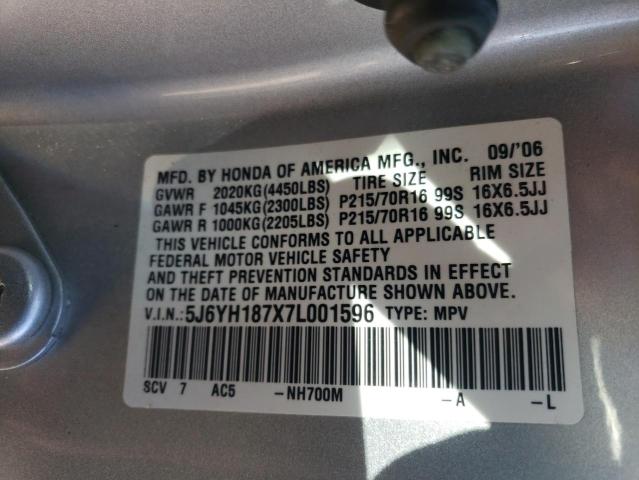 MFD. BY HONDA OF AMERICA MFG., INC. 09/'06
GVWR 2020KG(4450LBS) TIRE SIZE RIM SIZE
GAWR F 1045KG(2300LBS) P215/70R16 99S 16X6.5JJ
GAWR R 1000KG(2205LBS) P215/70R16 99S 16X6.5JJ
THIS VEHICLE CONFORMS TO ALL APPLICABLE
FEDERAL MOTOR VEHICLE SAFETY
AND THEFT PREVENTION STANDARDS IN EFFECT
ON THE DATE OF MANUFACTURE SHOWN ABOVE.
V.I.N.: 5J6YH187X7L001596 TYPE: MPV
SCV 7 AC5 -NH700M -A -L